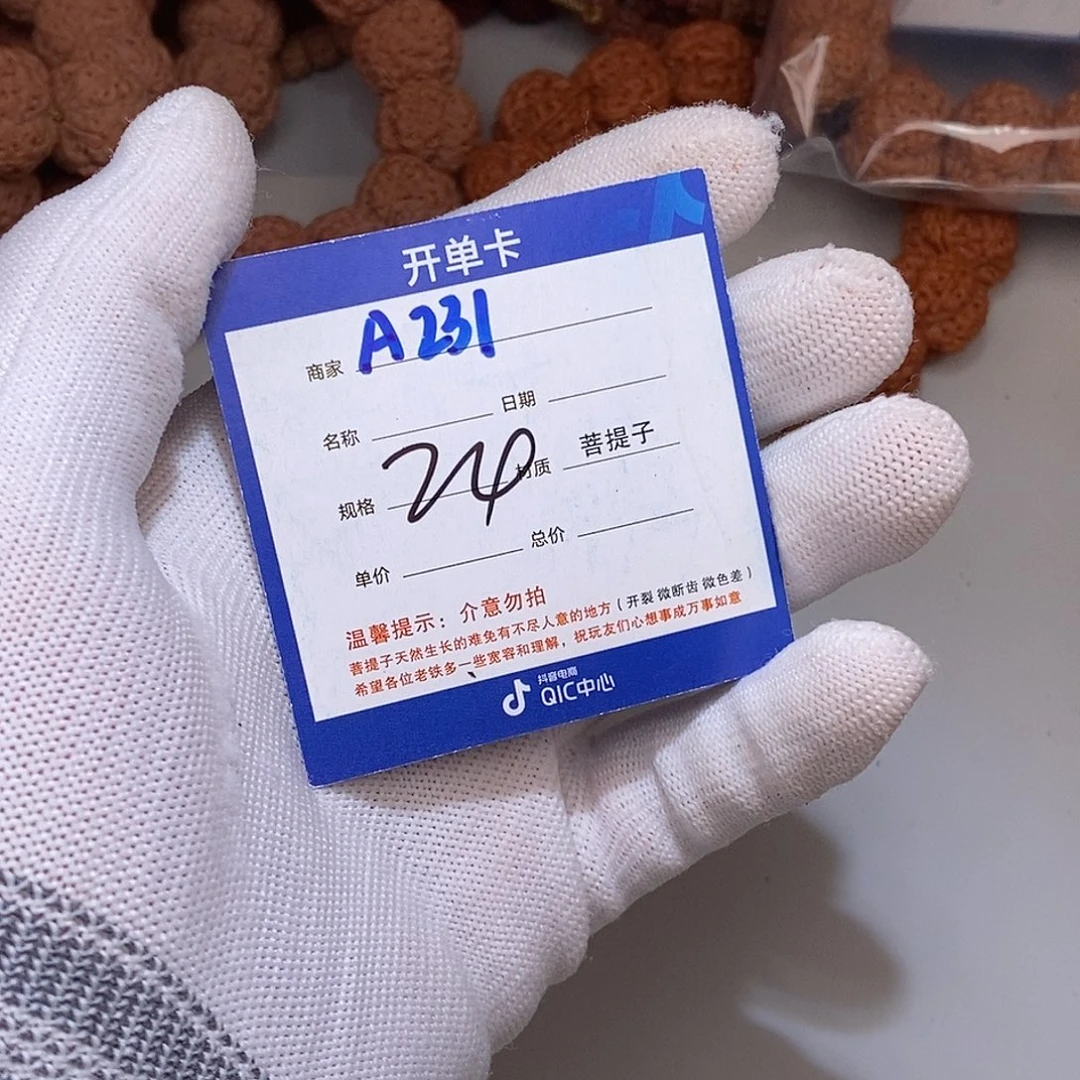 开单卡
商家 A231
名称 日期
规格 24 材质 菩提子
单价 总价
温馨提示：介意勿拍
菩提子天然生长的难免有不尽人意的地方（开裂 微断齿 微色差）
希望各位老铁多一些宽容和理解，祝玩友们心想事成万事如意
抖音电商
QIC中心